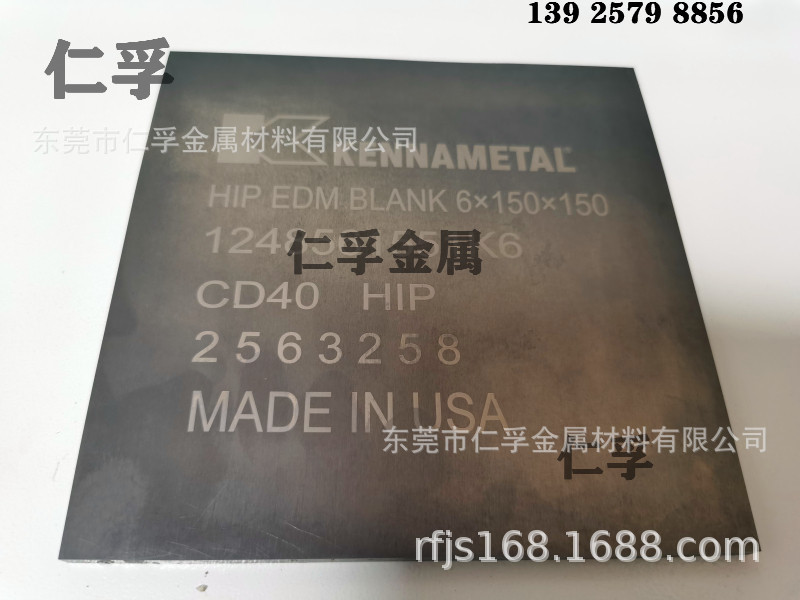 139 2579 8856
仁孚
东莞市仁孚金属材料有限公司
KENNAMETAL
HIP EDM BLANK 6×150×150
仁孚金属
CD40 HIP
2563258
MADE IN USA
东莞市仁孚金属材料有限公司
仁孚
rfjs168.1688.com